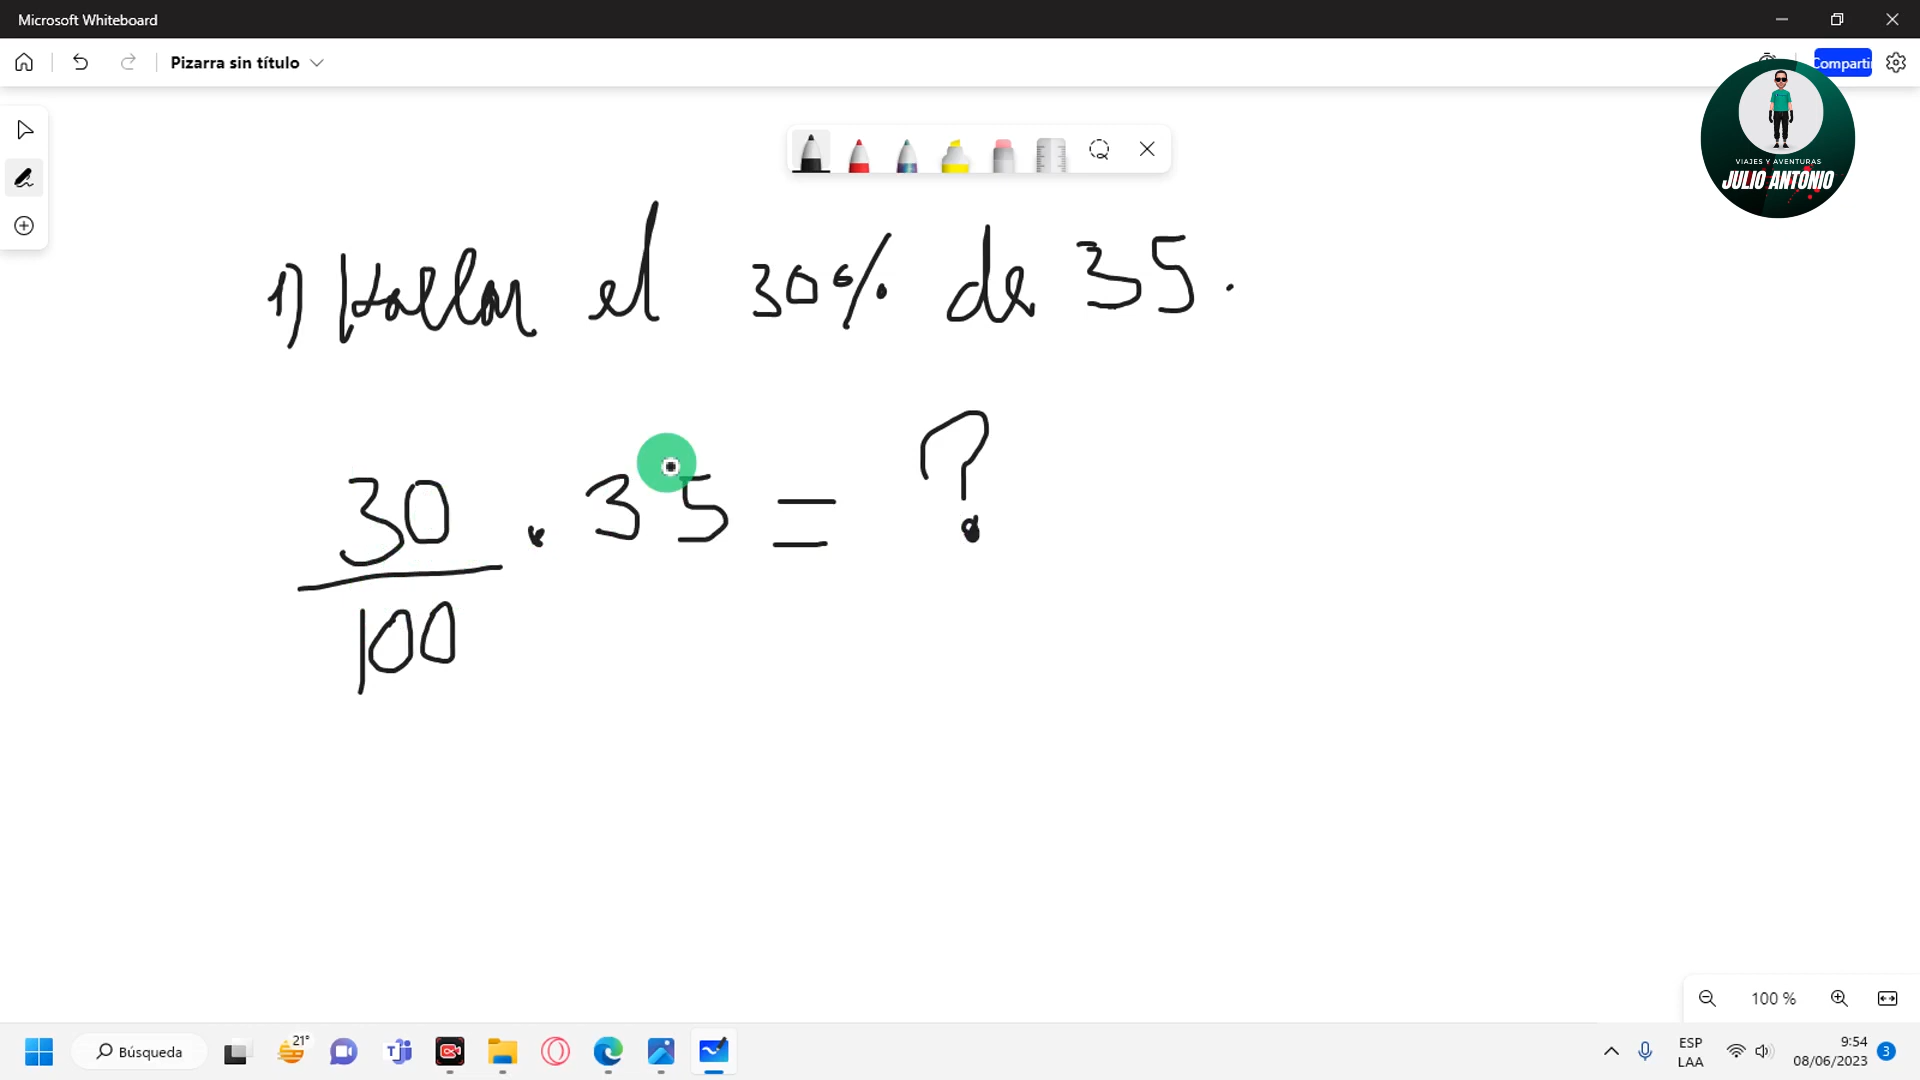 Microsoft Whiteboard
Pizarra sin título
Comparti
VIAJES Y AVENTURAS
JULIO ANTONIO
1) Hallar el 30% de 35.
30
100
. 35 = ?
100 %
21°
Búsqueda
ESP
LAA
9:54
08/06/2023
3